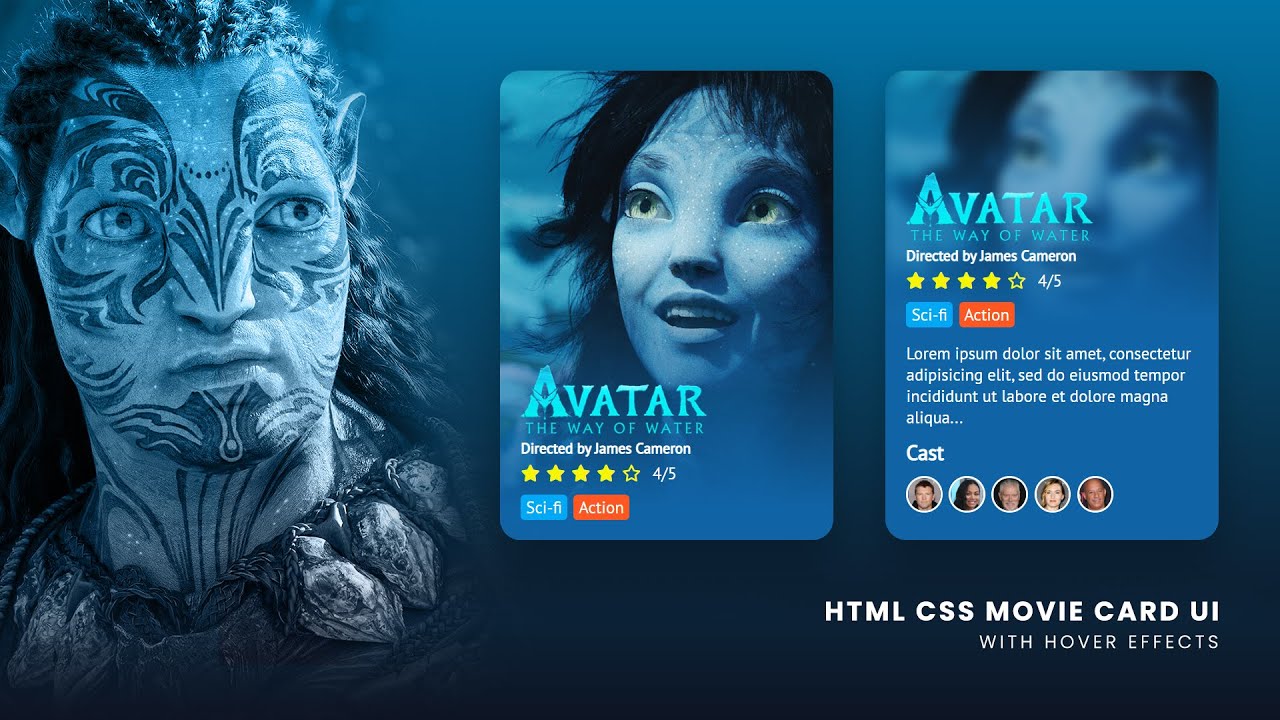 AVATAR
THE WAY OF WATER
Directed by James Cameron
4/5
Sci-fi Action
AVATAR
THE WAY OF WATER
Directed by James Cameron
4/5
Sci-fi Action
Lorem ipsum dolor sit amet, consectetur
adipisicing elit, sed do eiusmod tempor
incididunt ut labore et dolore magna
aliqua...
Cast
HTML CSS MOVIE CARD UI
WITH HOVER EFFECTS